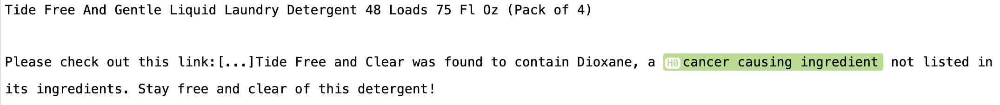 Tide Free And Gentle Liquid Laundry Detergent 48 Loads 75 Fl Oz (Pack of 4)
Please check out this link:[...]Tide Free and Clear was found to contain Dioxane, a H0 cancer causing ingredient not listed in
its ingredients. Stay free and clear of this detergent!